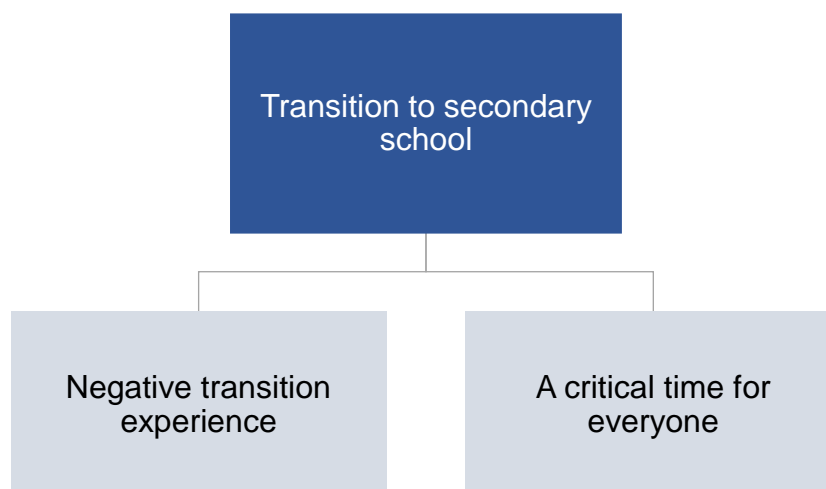 Transition to secondary
school
Negative transition
experience
A critical time for
everyone